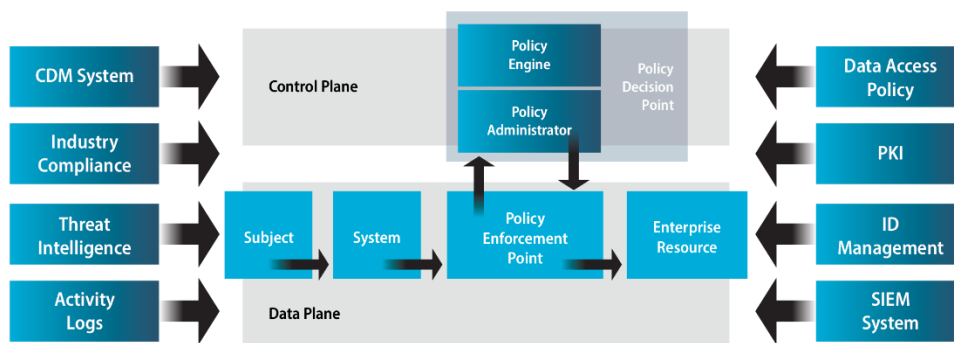 CDM System
Industry
Compliance
Threat
Intelligence
Activity
Logs
Control Plane
Policy
Engine
Policy
Administrator
Policy
Decision
Point
Subject
System
Policy
Enforcement
Point
Enterprise
Resource
Data Plane
Data Access
Policy
PKI
ID
Management
SIEM
System